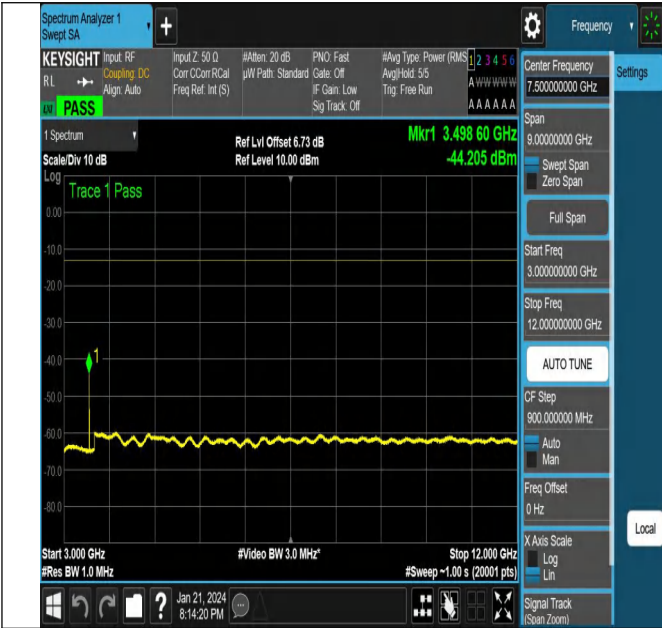 Spectrum Analyzer 1
Swept SA
+
Frequency
KEYSIGHT
RL
LXI
PASS
Input: RF
Coupling: DC
Align: Auto
Input Z: 50 Ω
Corr CCorr RCal
Freq Ref: Int (S)
#Atten: 20 dB
µW Path: Standard
PNO: Fast
Gate: Off
IF Gain: Low
Sig Track: Off
#Avg Type: Power (RMS
Avg|Hold: 5/5
Trig: Free Run
1 2 3 4 5 6
A W W W W W
A A A A A A
1 Spectrum
Scale/Div 10 dB
Ref Lvl Offset 6.73 dB
Ref Level 10.00 dBm
Mkr1 3.498 60 GHz
-44.205 dBm
Log
Trace 1 Pass
0.00
-10.0
-20.0
-30.0
-40.0
-50.0
-60.0
-70.0
-80.0
1
Start 3.000 GHz
#Res BW 1.0 MHz
#Video BW 3.0 MHz*
Stop 12.000 GHz
#Sweep ~1.00 s (20001 pts)
?
Jan 21, 2024
8:14:20 PM
Center Frequency
7.500000000 GHz
Settings
Span
9.00000000 GHz
Swept Span
Zero Span
Full Span
Start Freq
3.000000000 GHz
Stop Freq
12.000000000 GHz
AUTO TUNE
CF Step
900.000000 MHz
Auto
Man
Freq Offset
0 Hz
X Axis Scale
Log
Lin
Local
Signal Track
(Span Zoom)